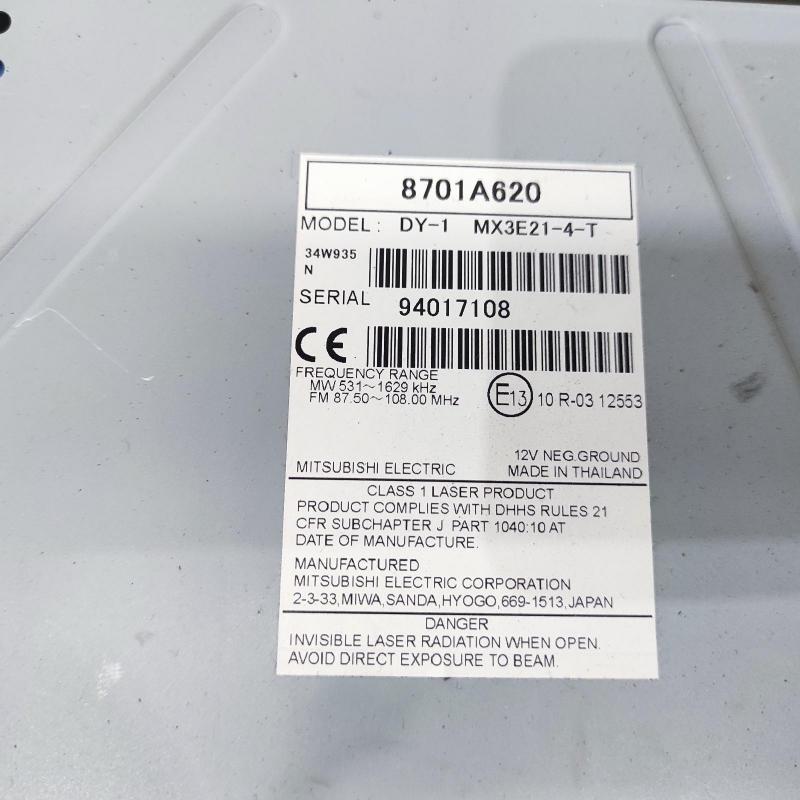 8701A620
MODEL: DY-1 MX3E21-4-T
34W935
N
SERIAL 94017108
CE
FREQUENCY RANGE
MW 531~1629 kHz
FM 87.50~108.00 MHz
E13 10 R-03 12553
12V NEG.GROUND
MITSUBISHI ELECTRIC MADE IN THAILAND
CLASS 1 LASER PRODUCT
PRODUCT COMPLIES WITH DHHS RULES 21
CFR SUBCHAPTER J PART 1040:10 AT
DATE OF MANUFACTURE.
MANUFACTURED
MITSUBISHI ELECTRIC CORPORATION
2-3-33,MIWA,SANDA,HYOGO,669-1513,JAPAN
DANGER
INVISIBLE LASER RADIATION WHEN OPEN.
AVOID DIRECT EXPOSURE TO BEAM.